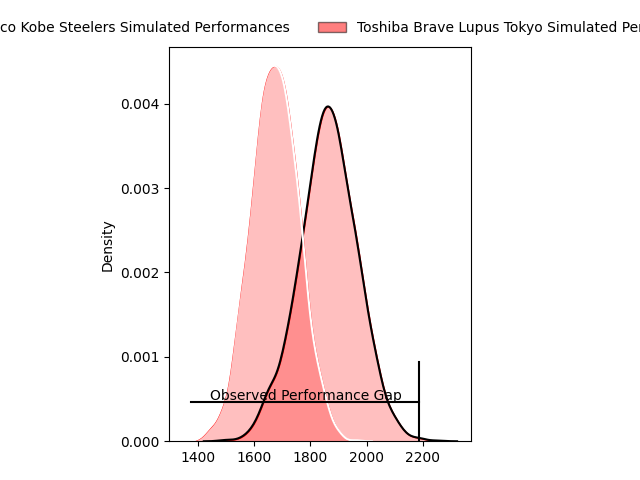 co Kobe Steelers Simulated Performances
Toshiba Brave Lupus Tokyo Simulated
Density
0.004
0.003
0.002
0.001
0.000
Observed Performance Gap
1400 1600 1800 2000 2200